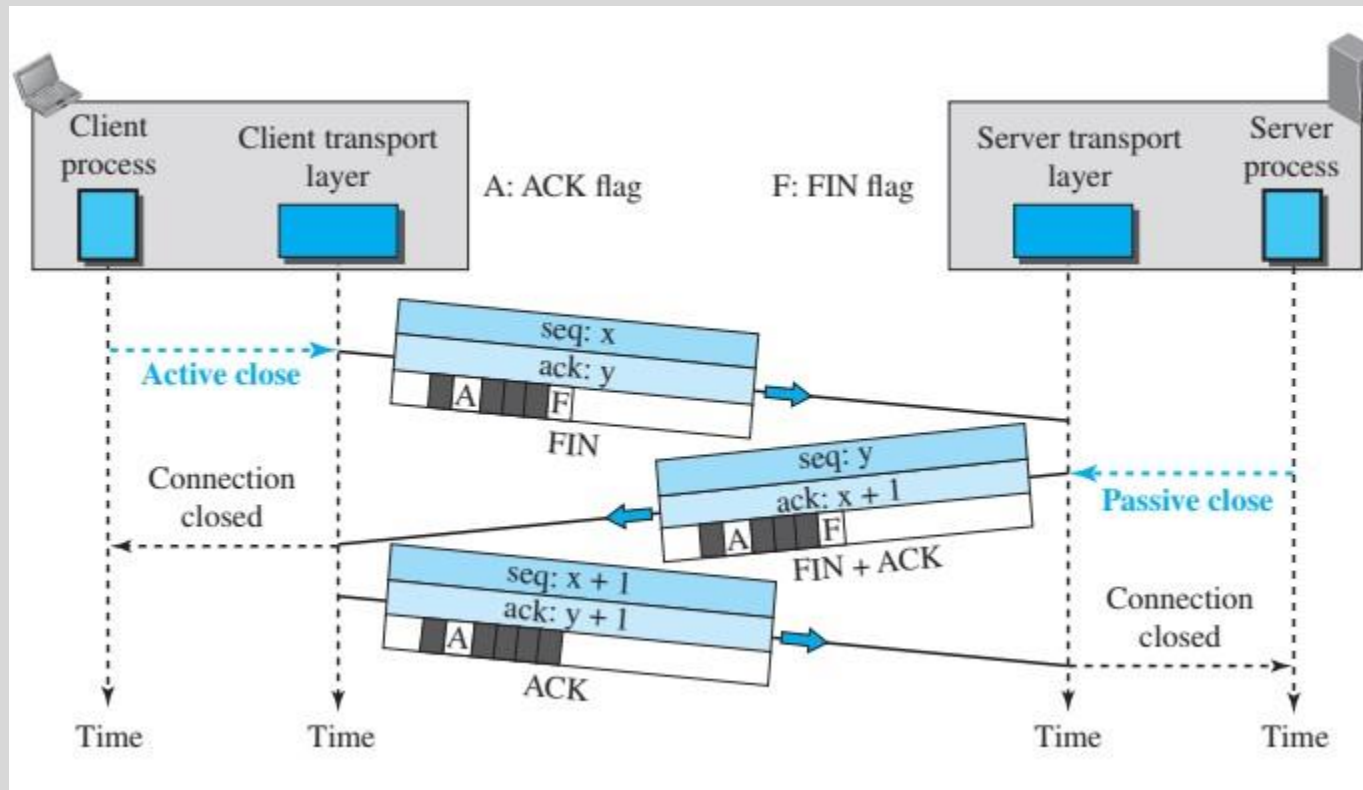 Client
process
Client transport
layer
A: ACK flag
F: FIN flag
Server transport
layer
Server
process
Active close
seq: x
ack: y
A F
FIN
Passive close
seq: y
ack: x + 1
A F
FIN + ACK
Connection
closed
seq: x + 1
ack: y + 1
A
ACK
Connection
closed
Time
Time
Time
Time